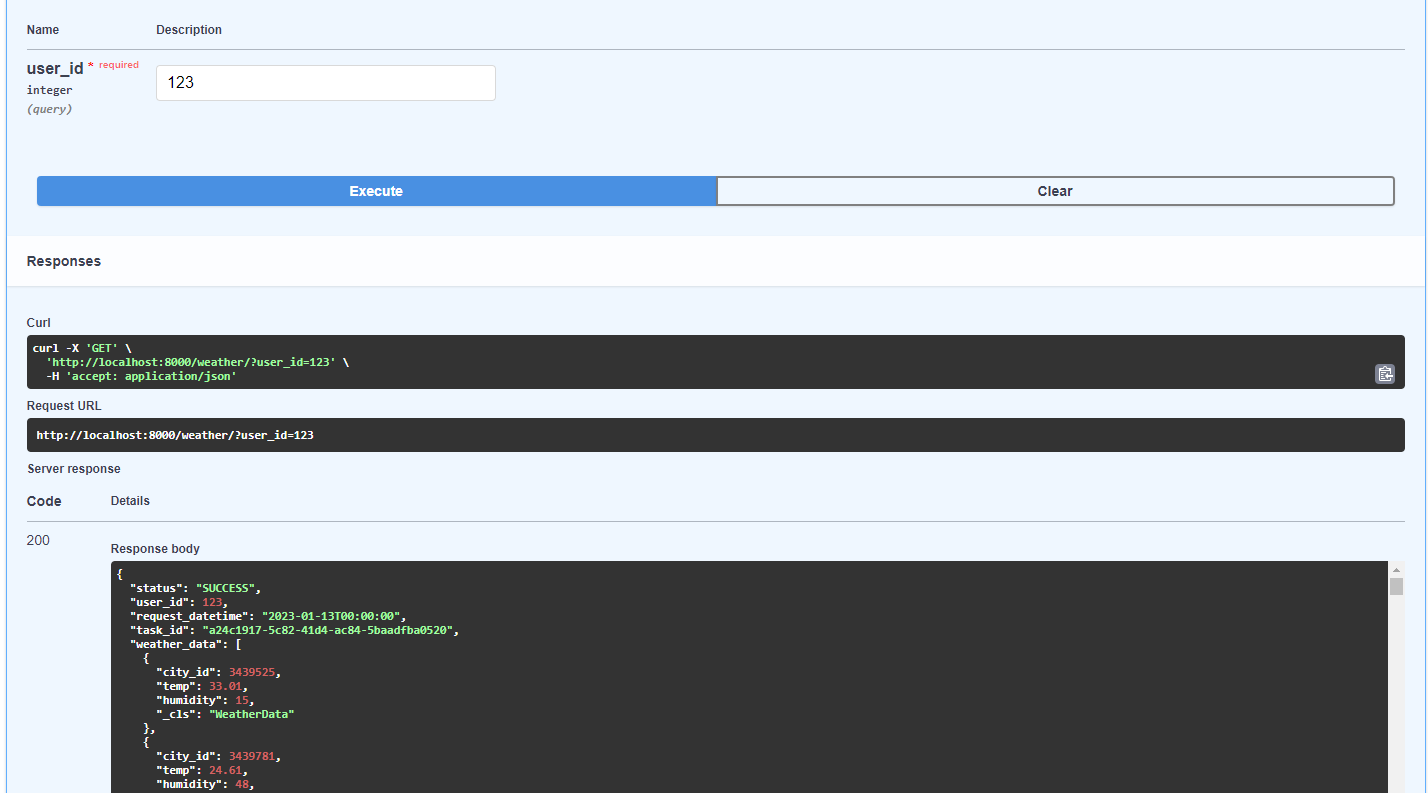 Name Description
user_id * required
123
integer
(query)
Execute Clear
Responses
Curl
curl -X 'GET' \
  'http://localhost:8000/weather/?user_id=123' \
  -H 'accept: application/json'
Request URL
http://localhost:8000/weather/?user_id=123
Server response
Code Details
200
Response body
{
  "status": "SUCCESS",
  "user_id": 123,
  "request_datetime": "2023-01-13T00:00:00",
  "task_id": "a24c1917-5c82-41d4-ac84-5baadfba0520",
  "weather_data": [
    {
      "city_id": 3439525,
      "temp": 33.01,
      "humidity": 15,
      "_cls": "WeatherData"
    },
    {
      "city_id": 3439781,
      "temp": 24.61,
      "humidity": 48,